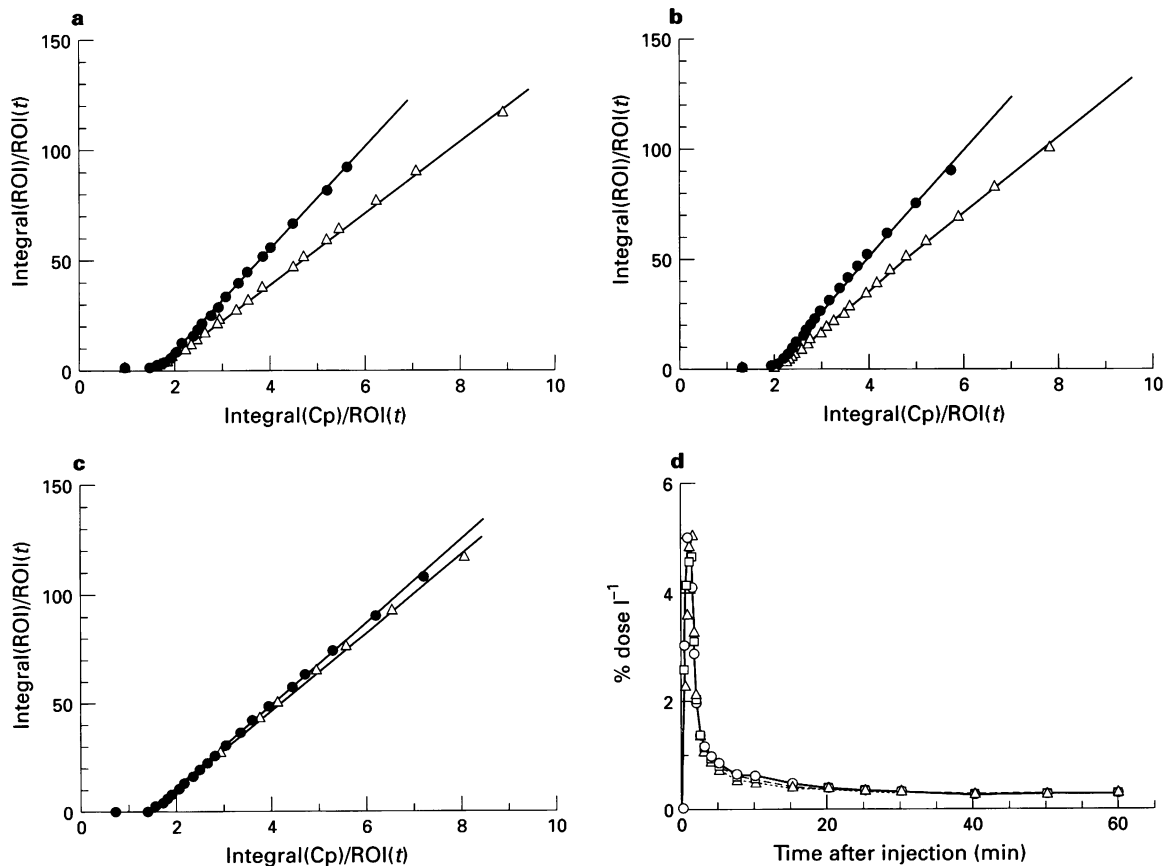 a
150
100
50
0
Integral(ROI)/ROI(t)
0 2 4 6 8 10
Integral(Cp)/ROI(t)
b
150
100
50
0
Integral(ROI)/ROI(t)
0 2 4 6 8 10
Integral(Cp)/ROI(t)
c
150
100
50
0
Integral(ROI)/ROI(t)
0 2 4 6 8 10
Integral(Cp)/ROI(t)
d
6
4
2
0
% dose l⁻¹
0 20 40 60
Time after injection (min)